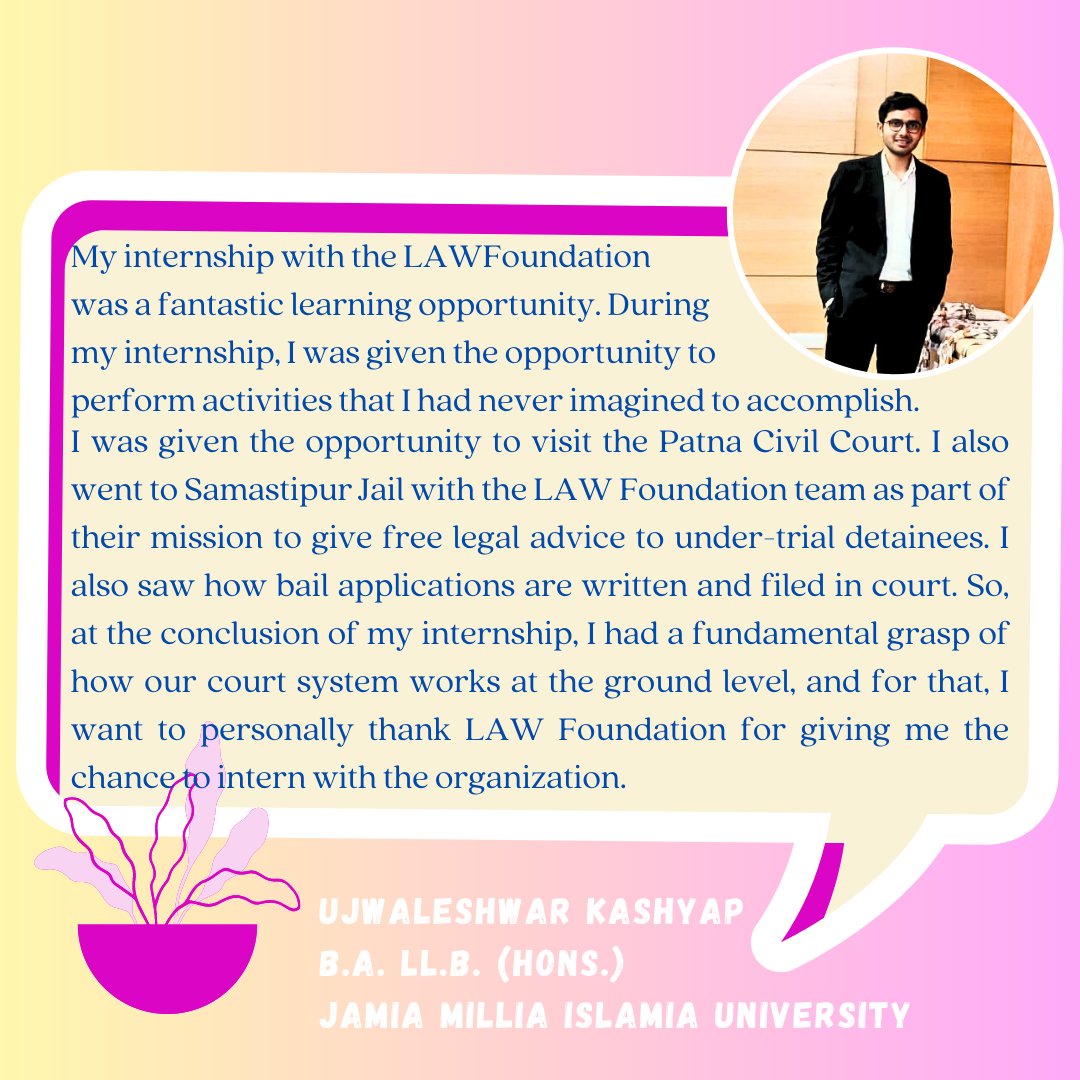 My internship with the LAWFoundation
was a fantastic learning opportunity. During
my internship, I was given the opportunity to
perform activities that I had never imagined to accomplish.
I was given the opportunity to visit the Patna Civil Court. I also
went to Samastipur Jail with the LAW Foundation team as part of
their mission to give free legal advice to under-trial detainees. I
also saw how bail applications are written and filed in court. So,
at the conclusion of my internship, I had a fundamental grasp of
how our court system works at the ground level, and for that, I
want to personally thank LAW Foundation for giving me the
chance to intern with the organization.
UJWALESHWAR KASHYAP
B.A. LL.B. (HONS.)
JAMIA MILLIA ISLAMIA UNIVERSITY